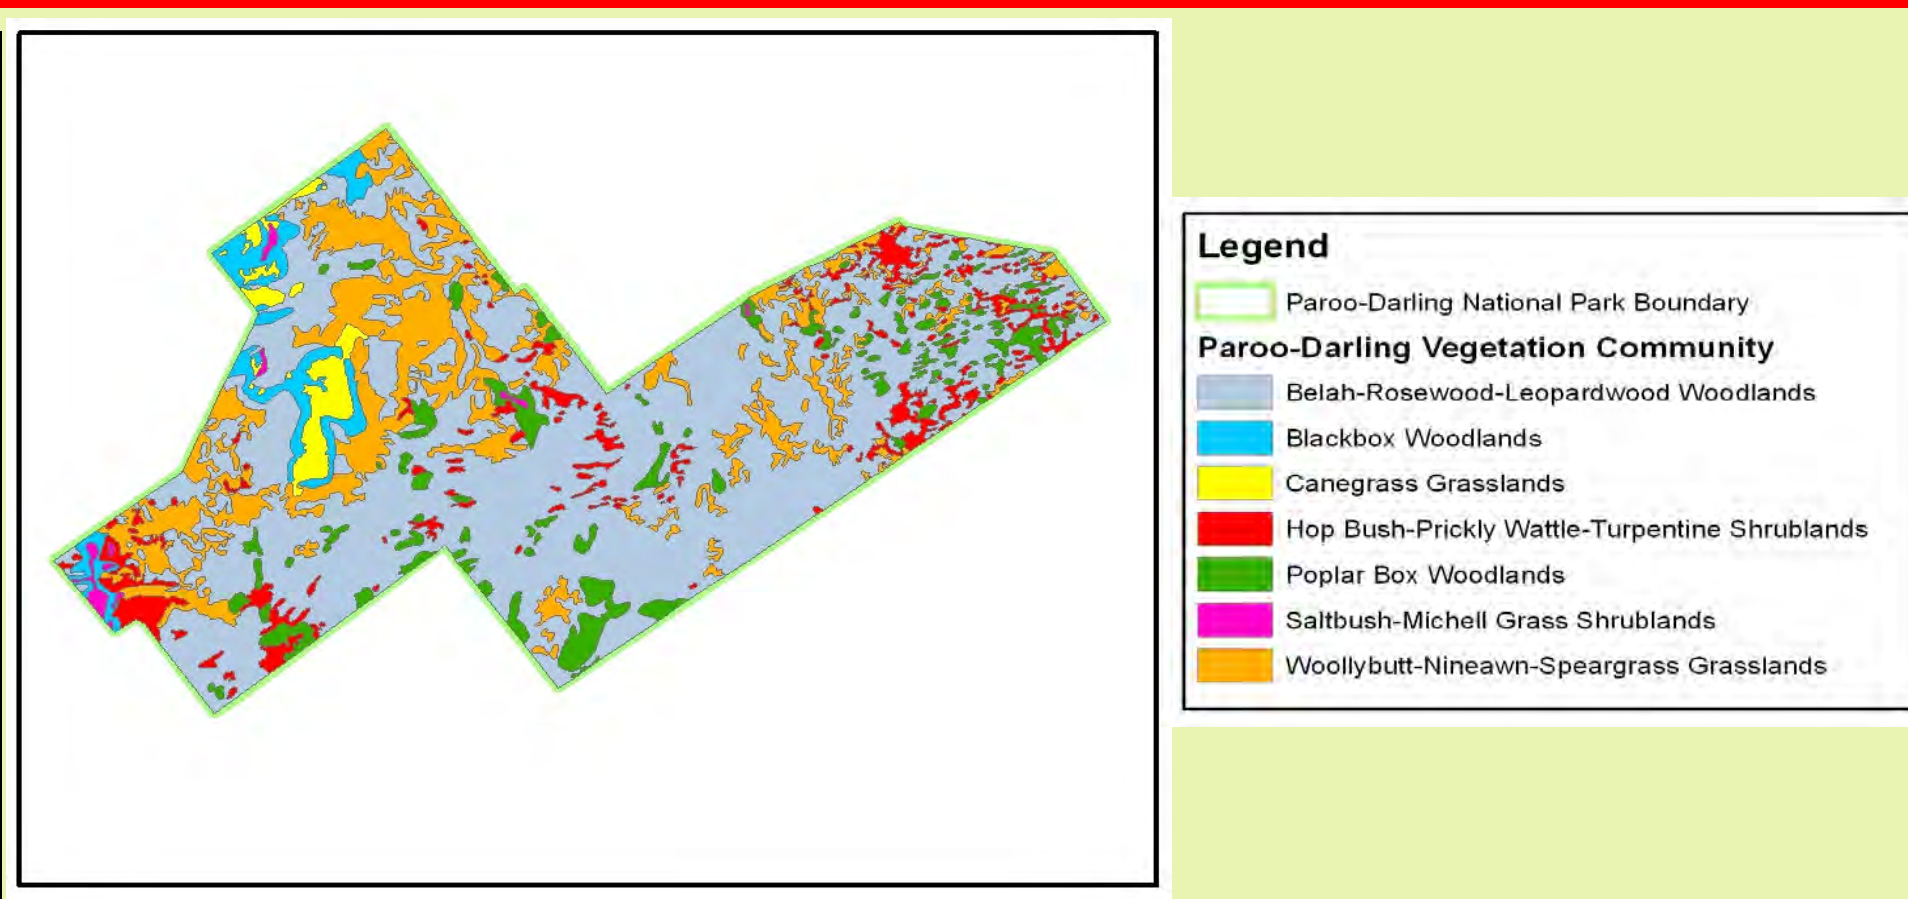 Legend
Paroo-Darling National Park Boundary
Paroo-Darling Vegetation Community
Belah-Rosewood-Leopardwood Woodlands
Blackbox Woodlands
Canegrass Grasslands
Hop Bush-Prickly Wattle-Turpentine Shrublands
Poplar Box Woodlands
Saltbush-Michell Grass Shrublands
Woollybutt-Nineawn-Speargrass Grasslands